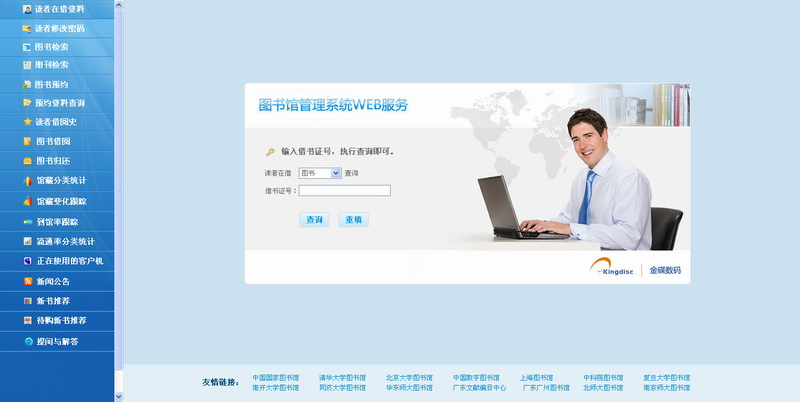 读者在借资料
读者修改密码
图书检索
期刊检索
图书预约
预约资料查询
读者借阅史
图书借阅
图书归还
馆藏分类统计
馆藏变化跟踪
到馆率跟踪
流通率分类统计
正在使用的客户机
新闻公告
新书推荐
待购新书推荐
提问与解答
图书馆管理系统WEB服务
输入借书证号，执行查询即可。
读者在借 图书 查询
借书证号：
查询 重填
Kingdisc 金碟数码
友情链接：
中国国家图书馆 清华大学图书馆 北京大学图书馆 中国数字图书馆 上海图书馆 中科院图书馆 复旦大学图书馆
南开大学图书馆 同济大学图书馆 华东师大图书馆 广东文献编目中心 广东广州图书馆 北师大图书馆 南京师大图书馆